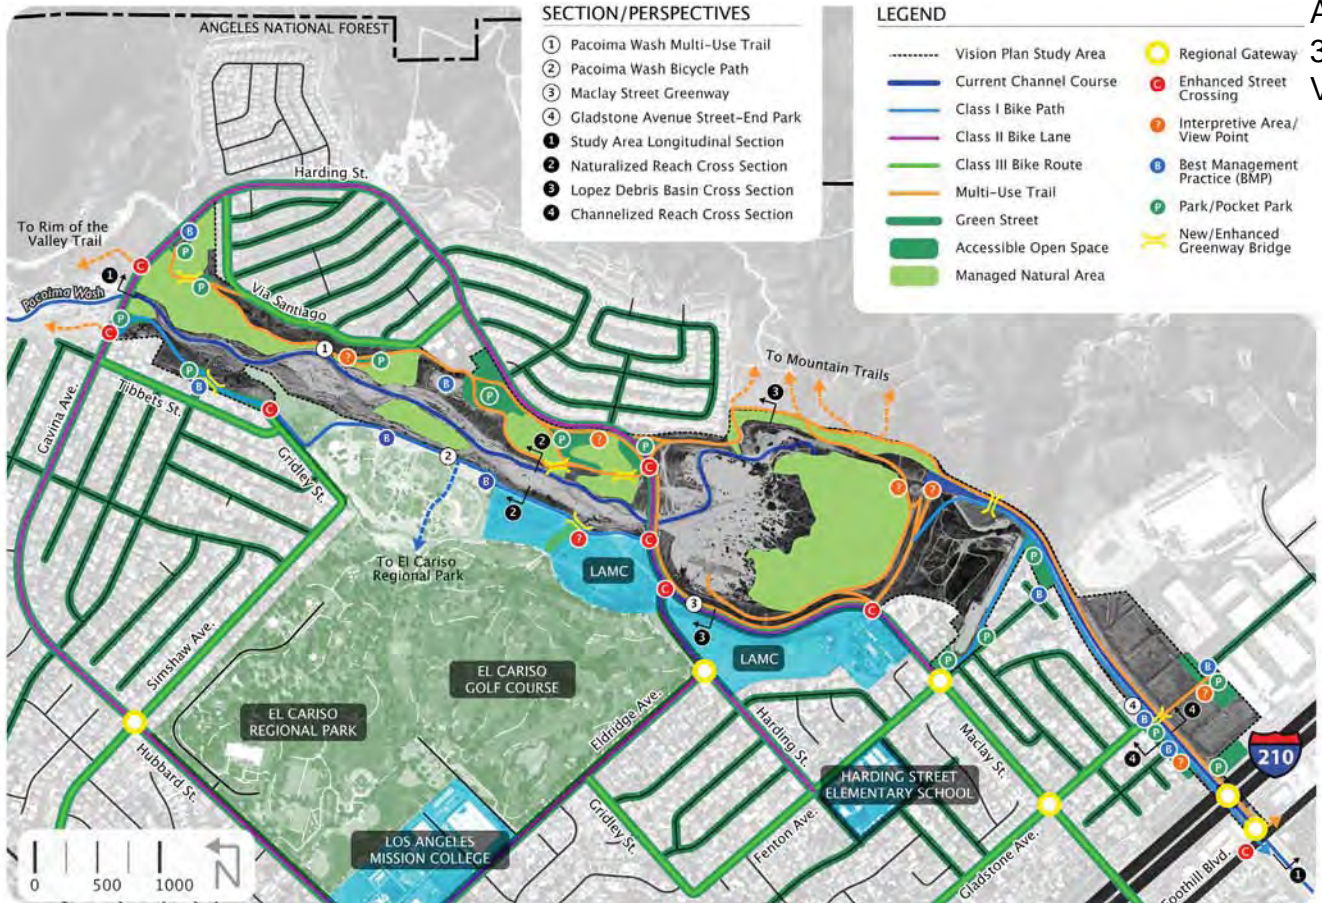 ANGELES NATIONAL FOREST
SECTION/PERSPECTIVES
1 Pacoima Wash Multi-Use Trail
2 Pacoima Wash Bicycle Path
3 Maclay Street Greenway
4 Gladstone Avenue Street-End Park
1 Study Area Longitudinal Section
2 Naturalized Reach Cross Section
3 Lopez Debris Basin Cross Section
4 Channelized Reach Cross Section
LEGEND
Vision Plan Study Area
Current Channel Course
Class I Bike Path
Class II Bike Lane
Class III Bike Route
Multi-Use Trail
Green Street
Accessible Open Space
Managed Natural Area
Regional Gateway
C Enhanced Street
Crossing
? Interpretive Area/
View Point
B Best Management
Practice (BMP)
P Park/Pocket Park
New/Enhanced
Greenway Bridge
A
3
V
Harding St.
To Rim of the
Valley Trail
Pacoima Wash
Via Santiago
To Mountain Trails
Gavina Ave.
Tibbets St.
Gridley St.
To El Cariso
Regional Park
LAMC
LAMC
Simshaw Ave.
EL CARISO
GOLF COURSE
EL CARISO
REGIONAL PARK
Eldridge Ave.
Harding St.
Maclay St.
Hubbard St.
HARDING STREET
ELEMENTARY SCHOOL
210
LOS ANGELES
MISSION COLLEGE
Gridley St.
Fenton Ave.
Gladstone Ave.
Foothill Blvd.
0 500 1000
N